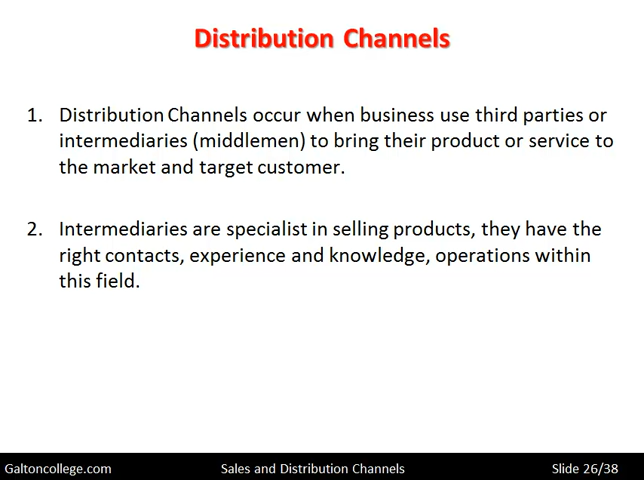 Distribution Channels
1. Distribution Channels occur when business use third parties or
intermediaries (middlemen) to bring their product or service to
the market and target customer.
2. Intermediaries are specialist in selling products, they have the
right contacts, experience and knowledge, operations within
this field.
Galtoncollege.com Sales and Distribution Channels Slide 26/38